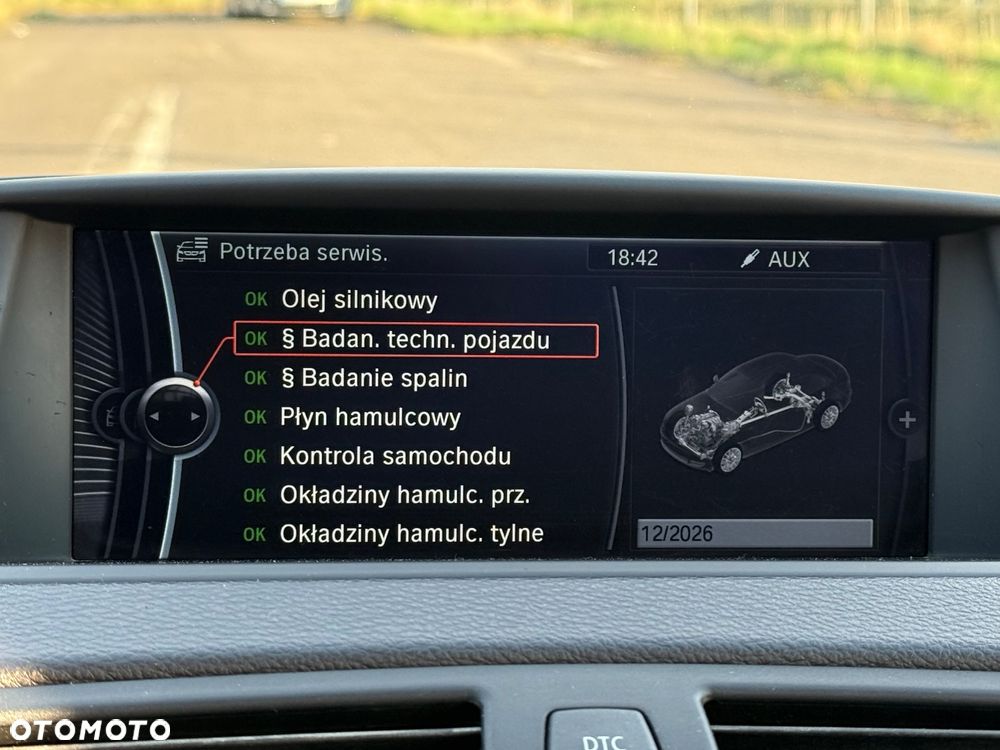 Potrzeba serwis.
18:42
AUX
OK Olej silnikowy
OK § Badan. techn. pojazdu
OK § Badanie spalin
OK Płyn hamulcowy
OK Kontrola samochodu
OK Okładziny hamulc. prz.
OK Okładziny hamulc. tylne
12/2026
DTC
OTOMOTO